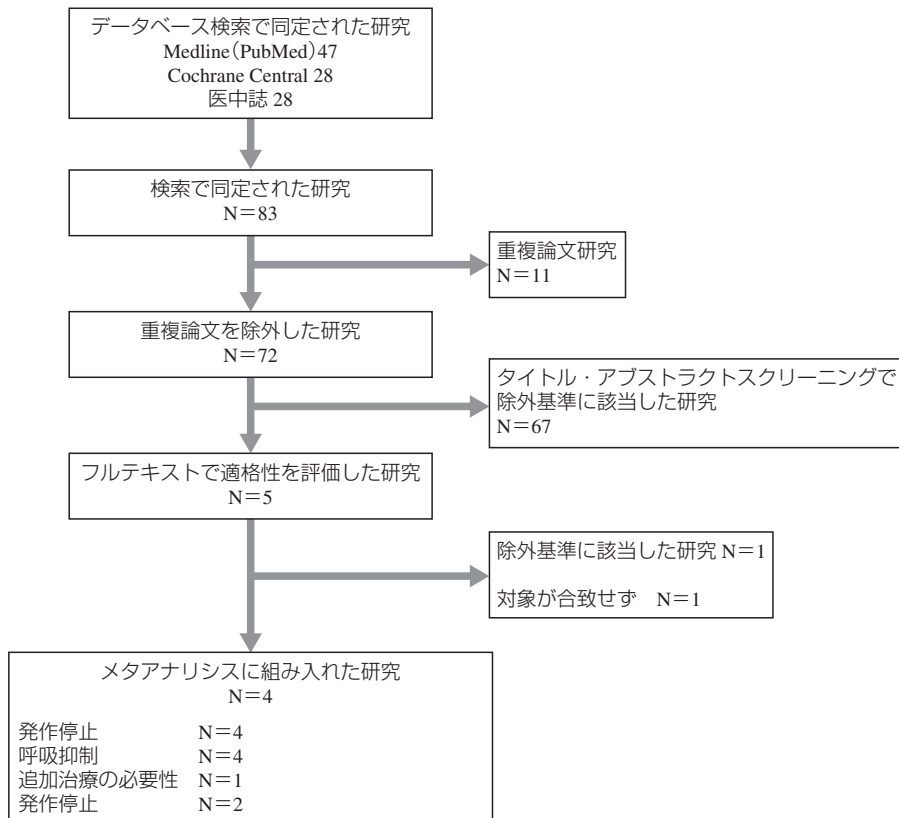 データベース検索で同定された研究
Medline(PubMed)47
Cochrane Central 28
医中誌 28
検索で同定された研究
N=83
重複論文研究
N=11
重複論文を除外した研究
N=72
タイトル・アブストラクトスクリーニングで
除外基準に該当した研究
N=67
フルテキストで適格性を評価した研究
N=5
除外基準に該当した研究 N=1
対象が合致せず　N=1
メタアナリシスに組み入れた研究
N=4
発作停止 N=4
呼吸抑制 N=4
追加治療の必要性 N=1
発作停止 N=2